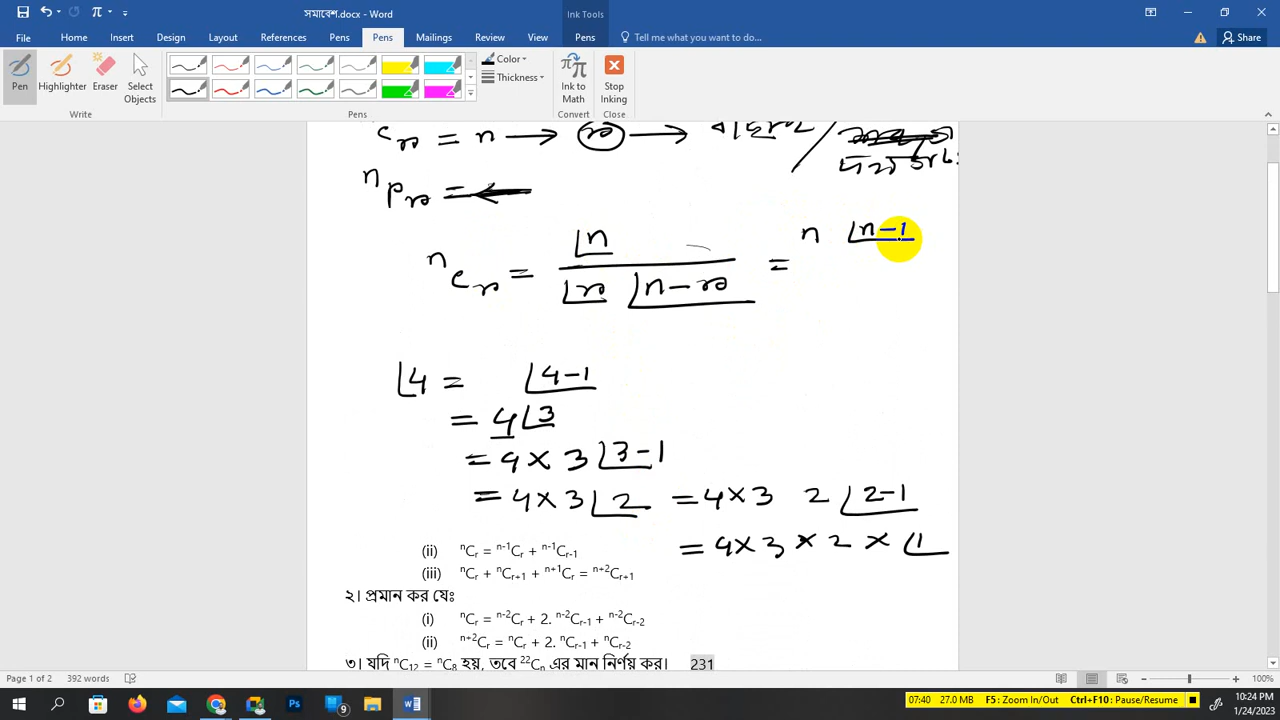 সমাবেশ.docx - Word
Ink Tools
File Home Insert Design Layout References Mailings Review View Pens Tell me what you want to do...
Share
Pen Highlighter Eraser Select Objects
Color
Thickness
Ink to Math
Stop Inking
Write Pens Convert Close
C_r = n → r →
ⁿP_r =
ⁿC_r = ⌊n / ⌊r ⌊n-r = n ⌊n-1
⌊4 = ⌊4-1
= 4⌊3
= 4 × 3 ⌊3-1
= 4 × 3 ⌊2 = 4 × 3 2 ⌊2-1
= 4 × 3 × 2 × ⌊1
(ii) ⁿCr = ⁿ⁻¹Cr + ⁿ⁻¹Cr-1
(iii) ⁿCr + ⁿCr+1 + ⁿ⁺¹Cr = ⁿ⁺²Cr+1
২। প্রমান কর যেঃ
(i) ⁿCr = ⁿ⁻²Cr + 2. ⁿ⁻²Cr-1 + ⁿ⁻²Cr-2
(ii) ⁿ⁺²Cr = ⁿCr + 2. ⁿCr-1 + ⁿCr-2
৩। যদি ⁿC12 = ⁿC8 হয়, তবে ²²Cn এর মান নির্ণয় কর। 231
Page 1 of 2 392 words 100%
07:40 27.0 MB F5: Zoom In/Out Ctrl+F10: Pause/Resume
10:24 PM
1/24/2023